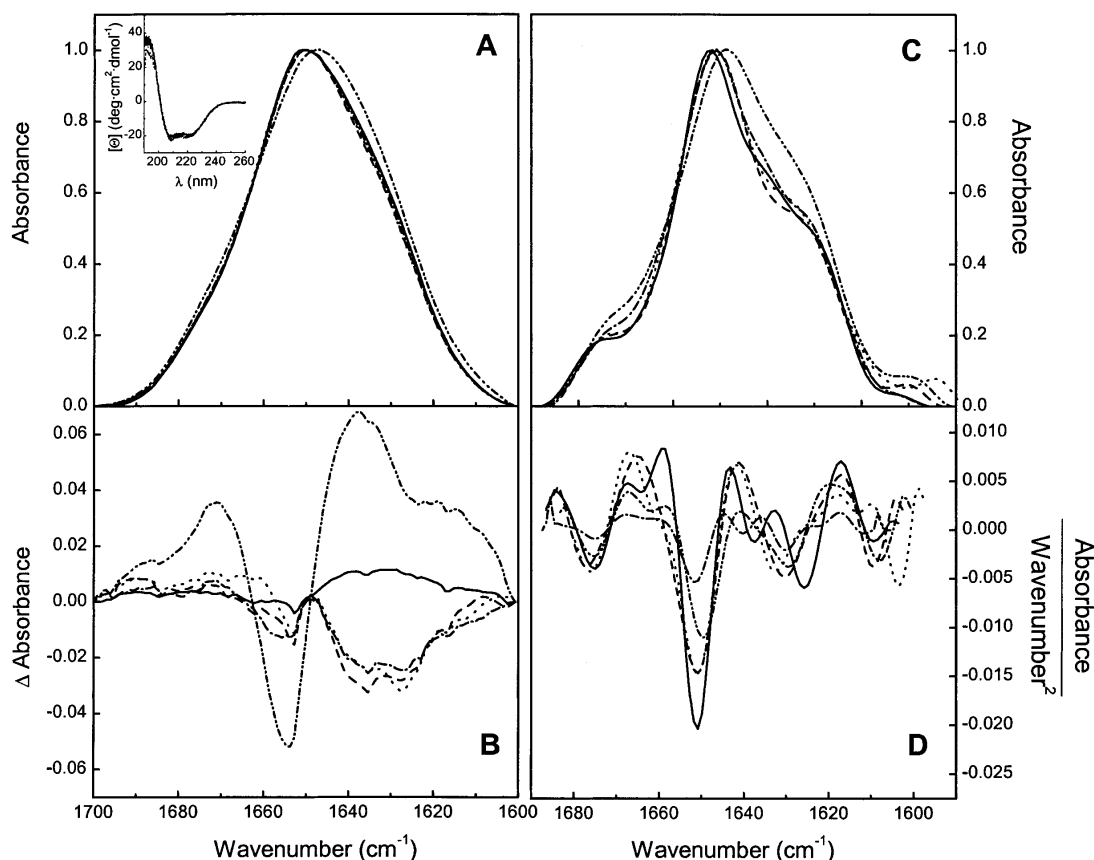 A
C
B
D
40
20
0
-20
[Θ] (deg·cm²·dmol⁻¹)
200 220 240 260
λ (nm)
1.0
0.8
0.6
0.4
0.2
0.0
Absorbance
1.0
0.8
0.6
0.4
0.2
0.0
Absorbance
0.06
0.04
0.02
0.00
-0.02
-0.04
-0.06
Δ Absorbance
0.010
0.005
0.000
-0.005
-0.010
-0.015
-0.020
-0.025
Absorbance
Wavenumber²
1700 1680 1660 1640 1620 1600
Wavenumber (cm⁻¹)
1680 1660 1640 1620 1600
Wavenumber (cm⁻¹)